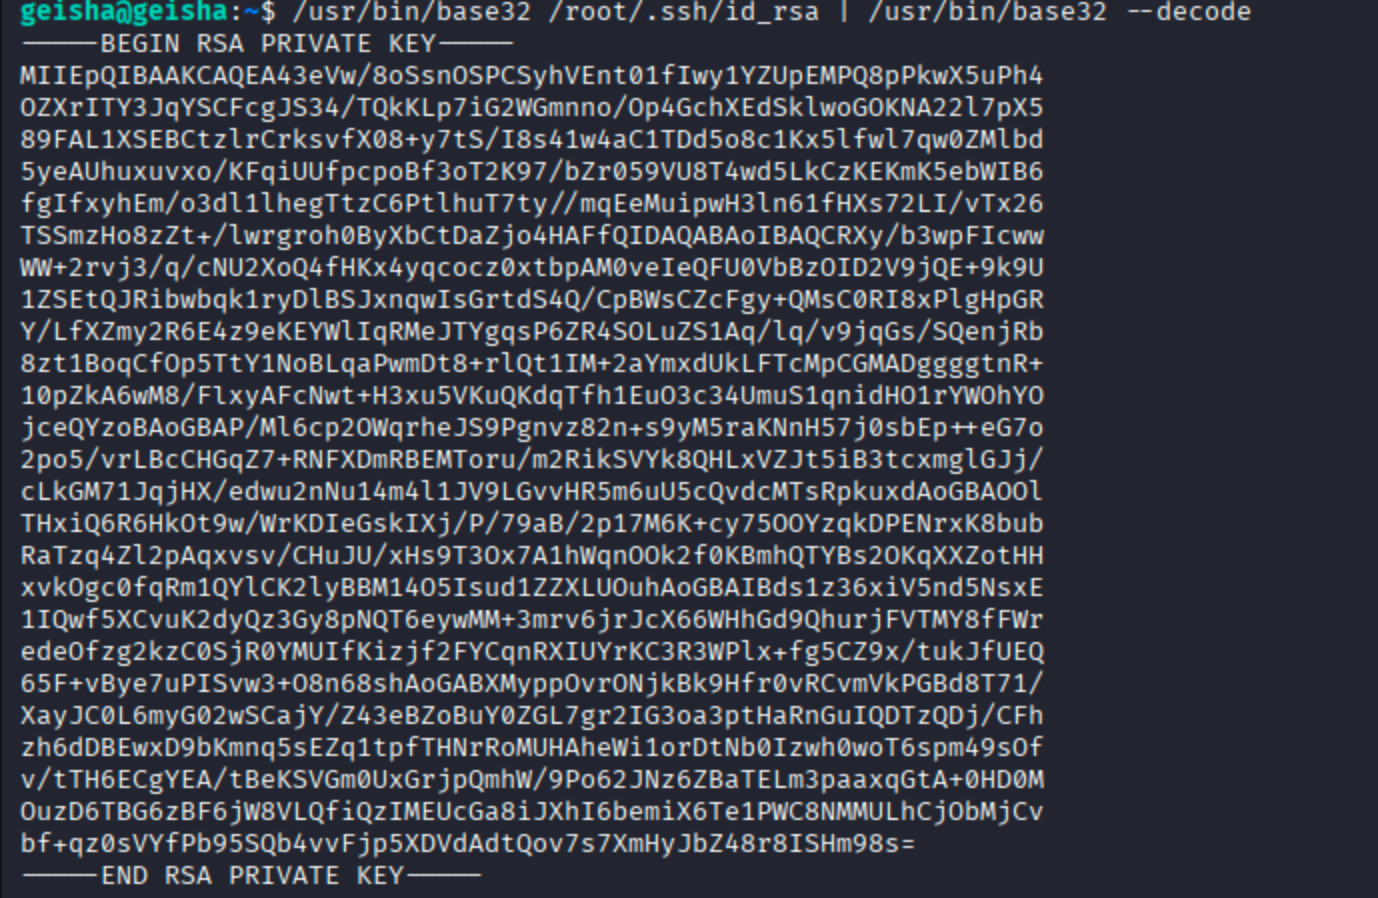 geisha@geisha:~$ /usr/bin/base32 /root/.ssh/id_rsa | /usr/bin/base32 --decode
-----BEGIN RSA PRIVATE KEY-----
MIIEpQIBAAKCAQEA43eVw/8oSsnOSPCSyhVEnt01fIwy1YZUpEMPQ8pPkwX5uPh4
OZXrITY3JqYSCFcgJS34/TQkKLp7iG2WGmnno/Op4GchXEdSklwoGOKNA22l7pX5
89FAL1XSEBCtzlrCrksvfX08+y7tS/I8s41w4aC1TDd5o8c1Kx5lfwl7qw0ZMlbd
5yeAUhuxuvxo/KFqiUUfpcpoBf3oT2K97/bZr059VU8T4wd5LkCzKEKmK5ebWIB6
fgIfxyhEm/o3dl1lhegTtzC6PtlhuT7ty//mqEeMuipwH3ln61fHXs72LI/vTx26
TSSmzHo8zZt+/lwrgroh0ByXbCtDaZjo4HAFfQIDAQABAoIBAQCRXy/b3wpFIcww
WW+2rvj3/q/cNU2XoQ4fHKx4yqcocz0xtbpAM0veIeQFU0VbBzOID2V9jQE+9k9U
1ZSEtQJRibwbqk1ryDlBSJxnqwIsGrtdS4Q/CpBWsCZcFgy+QMsC0RI8xPlgHpGR
Y/LfXZmy2R6E4z9eKEYWlIqRMeJTYgqsP6ZR4SOLuZS1Aq/lq/v9jqGs/SQenjRb
8zt1BoqCfOp5TtY1NoBLqaPwmDt8+rlQt1IM+2aYmxdUkLFTcMpCGMADggggtnR+
10pZkA6wM8/FlxyAFcNwt+H3xu5VKuQKdqTfh1EuO3c34UmuS1qnidHO1rYWOhYO
jceQYzoBAoGBAP/Ml6cp2OWqrheJS9Pgnvz82n+s9yM5raKNnH57j0sbEp++eG7o
2po5/vrLBcCHGqZ7+RNFXDmRBEMToru/m2RikSVYk8QHLxVZJt5iB3tcxmglGJj/
cLkGM71JqjHX/edwu2nNu14m4l1JV9LGvvHR5m6uU5cQvdcMTsRpkuxdAoGBAOOl
THxiQ6R6HkOt9w/WrKDIeGskIXj/P/79aB/2p17M6K+cy75OOYzqkDPENrxK8bub
RaTzq4Zl2pAqxvsv/CHuJU/xHs9T3Ox7A1hWqnOOk2f0KBmhQTYBs2OKqXXZotHH
xvkOgc0fqRm1QYlCK2lyBBM14O5Isud1ZZXLUOuhAoGBAIBds1z36xiV5nd5NsxE
1IQwf5XCvuK2dyQz3Gy8pNQT6eywMM+3mrv6jrJcX66WHhGd9QhurjFVTMY8fFWr
edeOfzg2kzC0SjR0YMUIfKizjf2FYCqnRXIUYrKC3R3WPlx+fg5CZ9x/tukJfUEQ
65F+vBye7uPISvw3+O8n68shAoGABXMyppOvrONjkBk9Hfr0vRCvmVkPGBd8T71/
XayJC0L6myG02wSCajY/Z43eBZoBuY0ZGL7gr2IG3oa3ptHaRnGuIQDTzQDj/CFh
zh6dDBEwxD9bKmnq5sEZq1tpfTHNrRoMUHAheWi1orDtNb0Izwh0woT6spm49sOf
v/tTH6ECgYEA/tBeKSVGm0UxGrjpQmhW/9Po62JNz6ZBaTELm3paaxqGtA+0HD0M
OuzD6TBG6zBF6jW8VLQfiQzIMEUcGa8iJXhI6bemiX6Te1PWC8NMMULhCjObMjCv
bf+qz0sVYfPb95SQb4vvFjp5XDVdAdtQov7s7XmHyJbZ48r8ISHm98s=
-----END RSA PRIVATE KEY-----